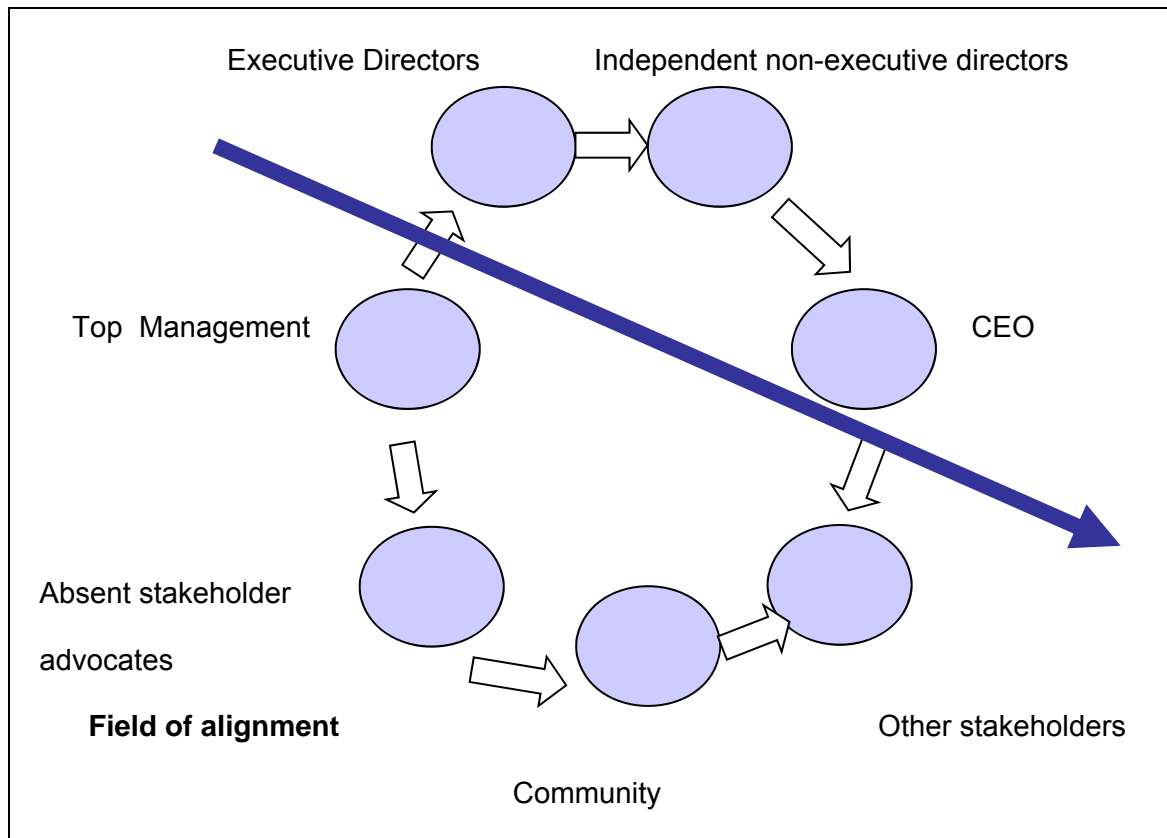 Executive Directors
Independent non-executive directors
Top Management
CEO
Absent stakeholder
advocates
Field of alignment
Other stakeholders
Community